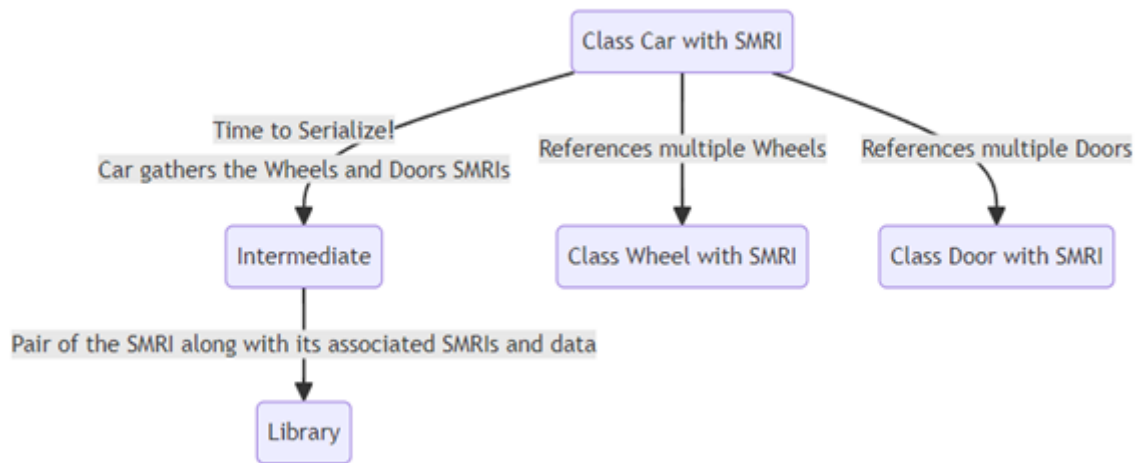 Class Car with SMRI
Time to Serialize!
Car gathers the Wheels and Doors SMRIs
References multiple Wheels
References multiple Doors
Intermediate
Class Wheel with SMRI
Class Door with SMRI
Pair of the SMRI along with its associated SMRIs and data
Library